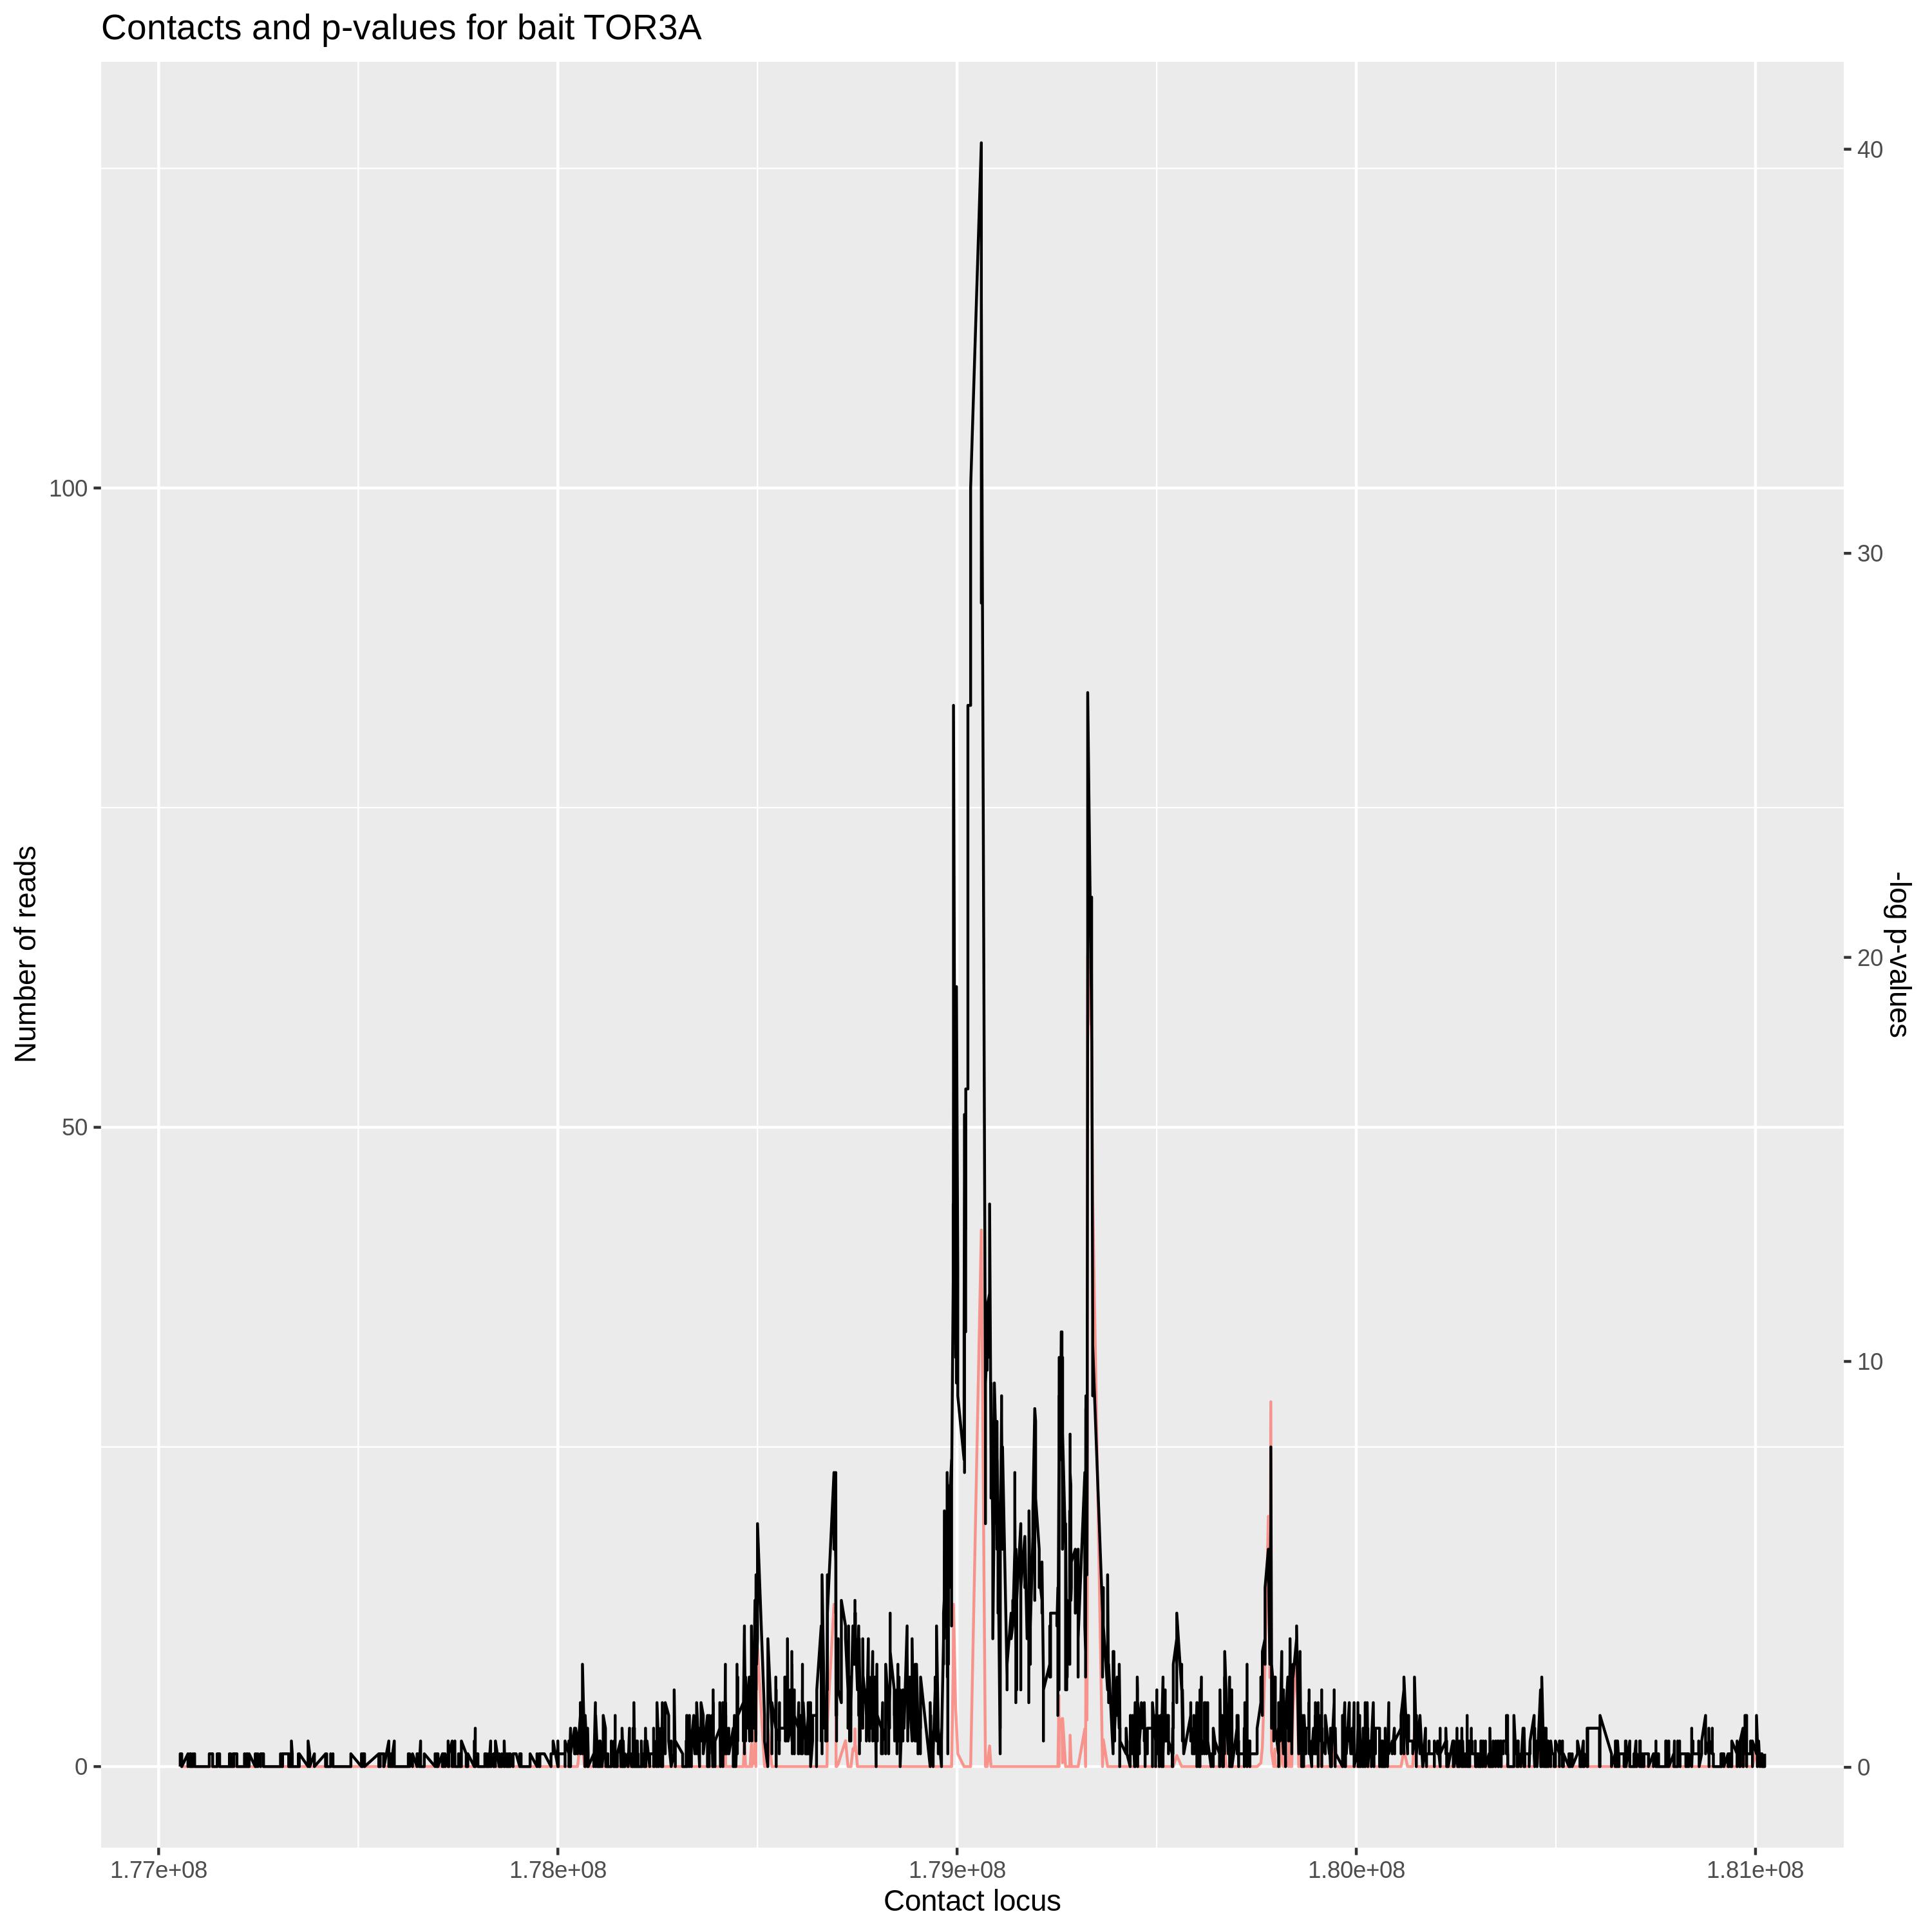 Contacts and p-values for bait TOR3A
Number of reads
100
50
0
40
30
20
10
0
-log p-values
1.77e+08
1.78e+08
1.79e+08
1.80e+08
1.81e+08
Contact locus